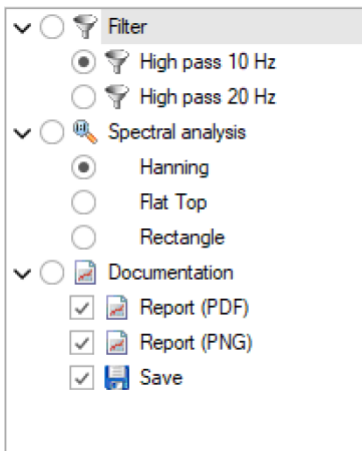 Filter
High pass 10 Hz
High pass 20 Hz
Spectral analysis
Hanning
Flat Top
Rectangle
Documentation
Report (PDF)
Report (PNG)
Save